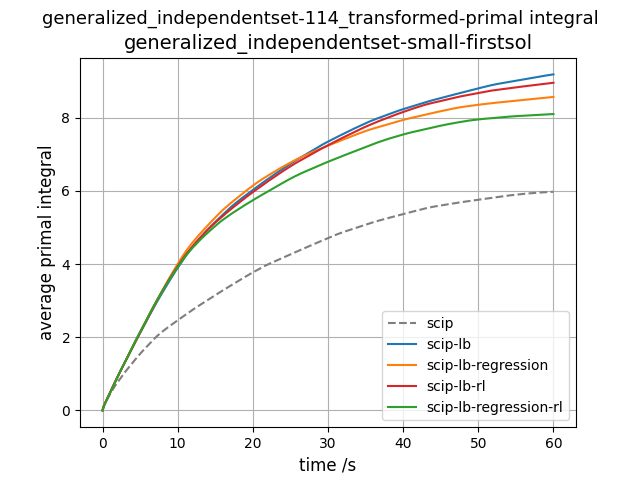 generalized_independentset-114_transformed-primal integral
generalized_independentset-small-firstsol
average primal integral
8
6
4
2
0
scip
scip-lb
scip-lb-regression
scip-lb-rl
scip-lb-regression-rl
0 10 20 30 40 50 60
time /s